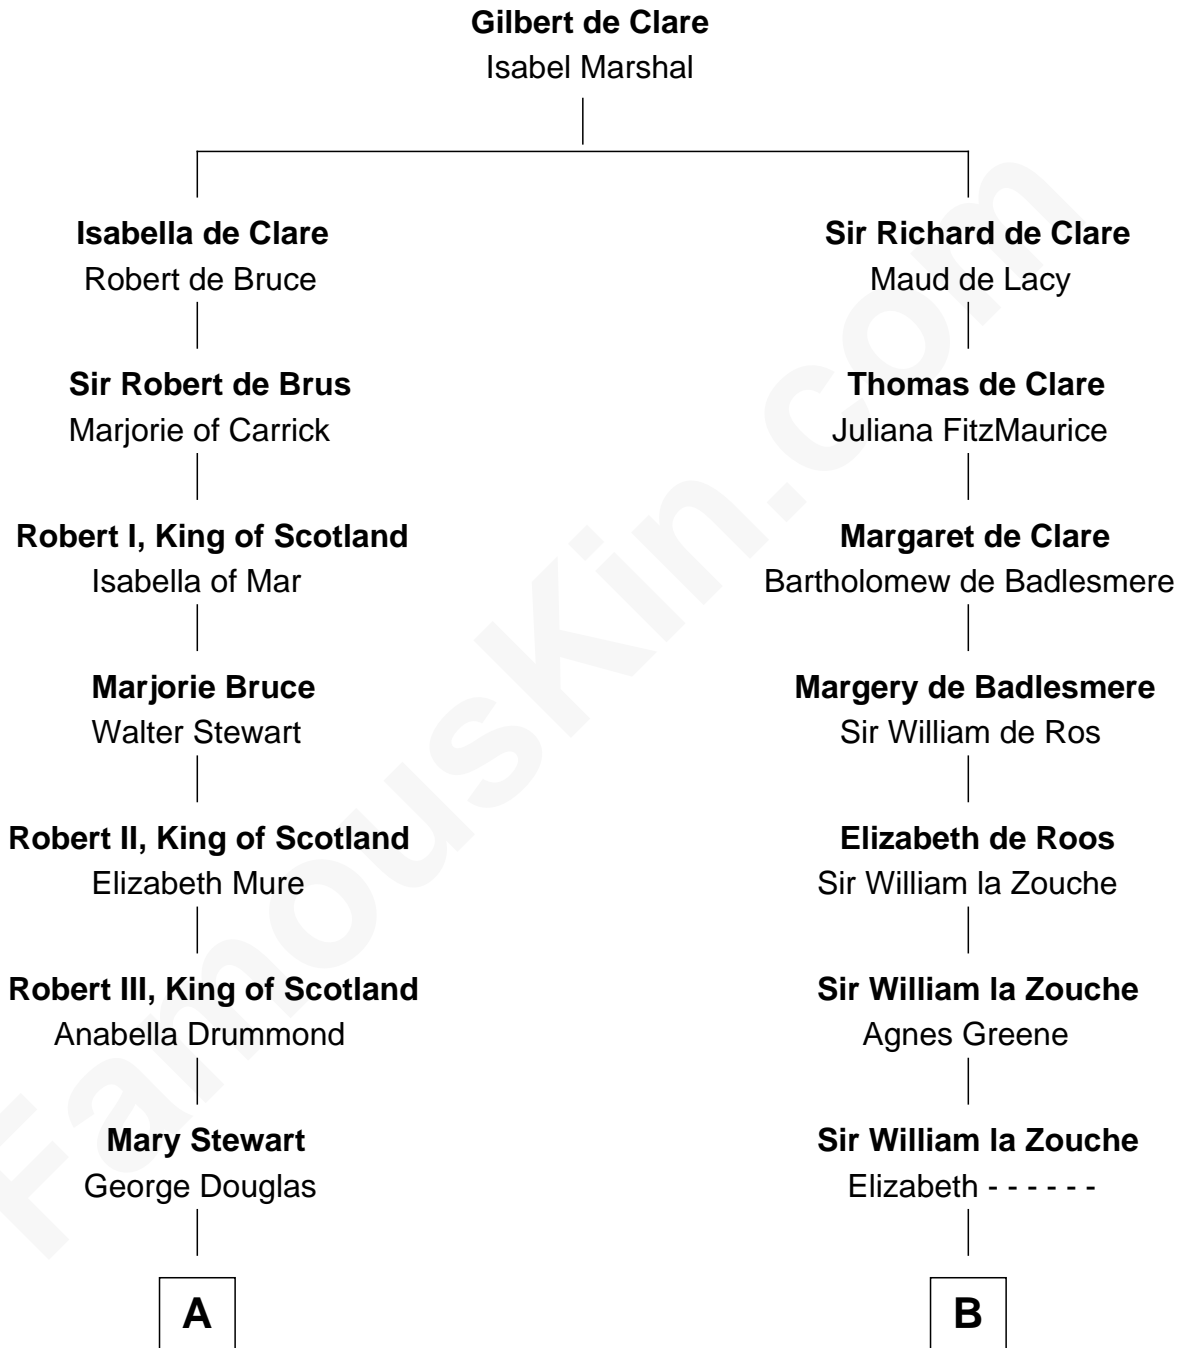 Gilbert de Clare
Isabel Marshal
Isabella de Clare
Robert de Bruce
Sir Robert de Brus
Marjorie of Carrick
Robert I, King of Scotland
Isabella of Mar
Marjorie Bruce
Walter Stewart
Robert II, King of Scotland
Elizabeth Mure
Robert III, King of Scotland
Anabella Drummond
Mary Stewart
George Douglas
A
Sir Richard de Clare
Maud de Lacy
Thomas de Clare
Juliana FitzMaurice
Margaret de Clare
Bartholomew de Badlesmere
Margery de Badlesmere
Sir William de Ros
Elizabeth de Roos
Sir William la Zouche
Sir William la Zouche
Agnes Greene
Sir William la Zouche
Elizabeth - - - - - -
B
FamousKin.com